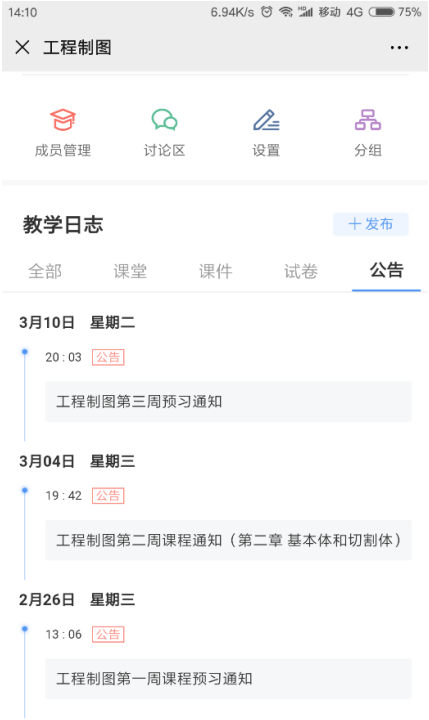 14:10 6.94K/s 移动 4G 75%
工程制图
成员管理 讨论区 设置 分组
教学日志 ＋发布
全部 课堂 课件 试卷 公告
3月10日 星期二
20:03 公告
工程制图第三周预习通知
3月04日 星期三
19:42 公告
工程制图第二周课程通知（第二章 基本体和切割体）
2月26日 星期三
13:06 公告
工程制图第一周课程预习通知